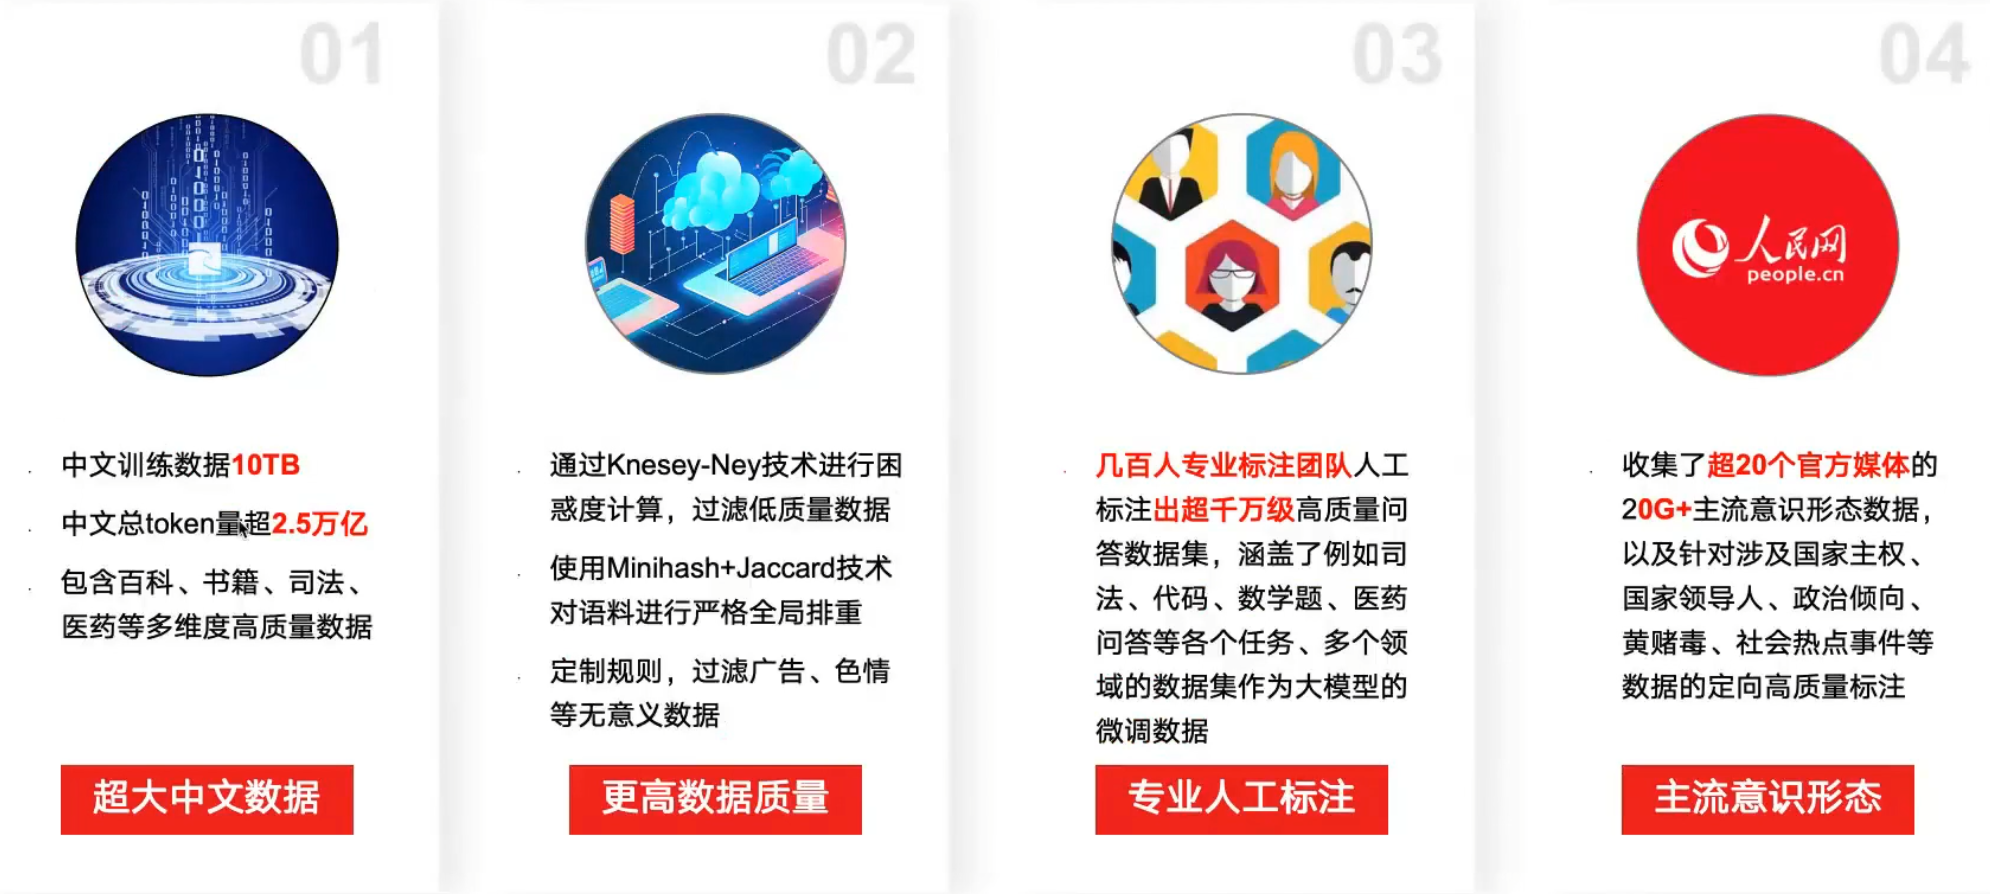 01
中文训练数据10TB
中文总token量超2.5万亿
包含百科、书籍、司法、
医药等多维度高质量数据
超大中文数据
02
通过Knesey-Ney技术进行困
惑度计算，过滤低质量数据
使用Minihash+Jaccard技术
对语料进行严格全局排重
定制规则，过滤广告、色情
等无意义数据
更高数据质量
03
几百人专业标注团队人工
标注出超千万级高质量问
答数据集，涵盖了例如司
法、代码、数学题、医药
问答等各个任务、多个领
域的数据集作为大模型的
微调数据
专业人工标注
04
人民网
people.cn
收集了超20个官方媒体的
20G+主流意识形态数据，
以及针对涉及国家主权、
国家领导人、政治倾向、
黄赌毒、社会热点事件等
数据的定向高质量标注
主流意识形态